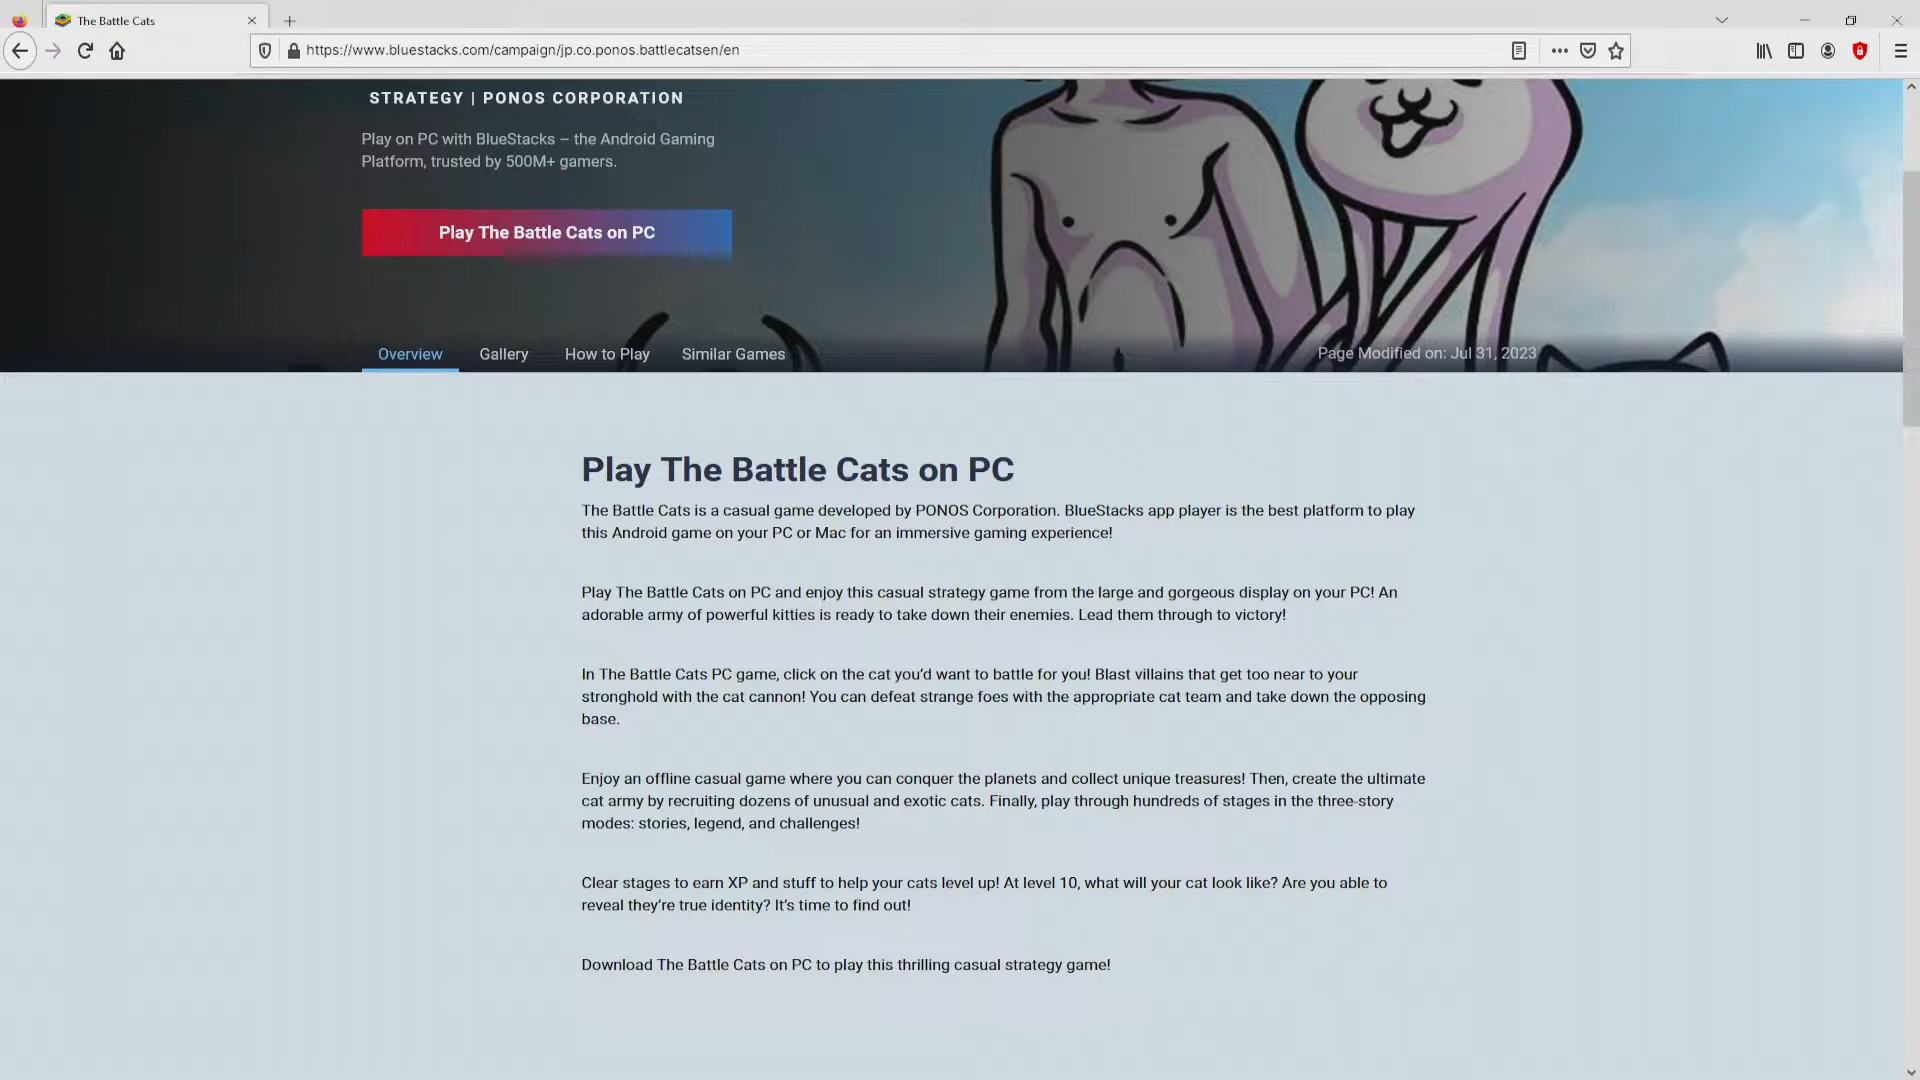 The Battle Cats
https://www.bluestacks.com/campaign/jp.co.ponos.battlecatsen/en
STRATEGY | PONOS CORPORATION
Play on PC with BlueStacks – the Android Gaming
Platform, trusted by 500M+ gamers.
Play The Battle Cats on PC
Overview Gallery How to Play Similar Games Page Modified on: Jul 31, 2023
Play The Battle Cats on PC
The Battle Cats is a casual game developed by PONOS Corporation. BlueStacks app player is the best platform to play
this Android game on your PC or Mac for an immersive gaming experience!
Play The Battle Cats on PC and enjoy this casual strategy game from the large and gorgeous display on your PC! An
adorable army of powerful kitties is ready to take down their enemies. Lead them through to victory!
In The Battle Cats PC game, click on the cat you’d want to battle for you! Blast villains that get too near to your
stronghold with the cat cannon! You can defeat strange foes with the appropriate cat team and take down the opposing
base.
Enjoy an offline casual game where you can conquer the planets and collect unique treasures! Then, create the ultimate
cat army by recruiting dozens of unusual and exotic cats. Finally, play through hundreds of stages in the three-story
modes: stories, legend, and challenges!
Clear stages to earn XP and stuff to help your cats level up! At level 10, what will your cat look like? Are you able to
reveal they’re true identity? It’s time to find out!
Download The Battle Cats on PC to play this thrilling casual strategy game!